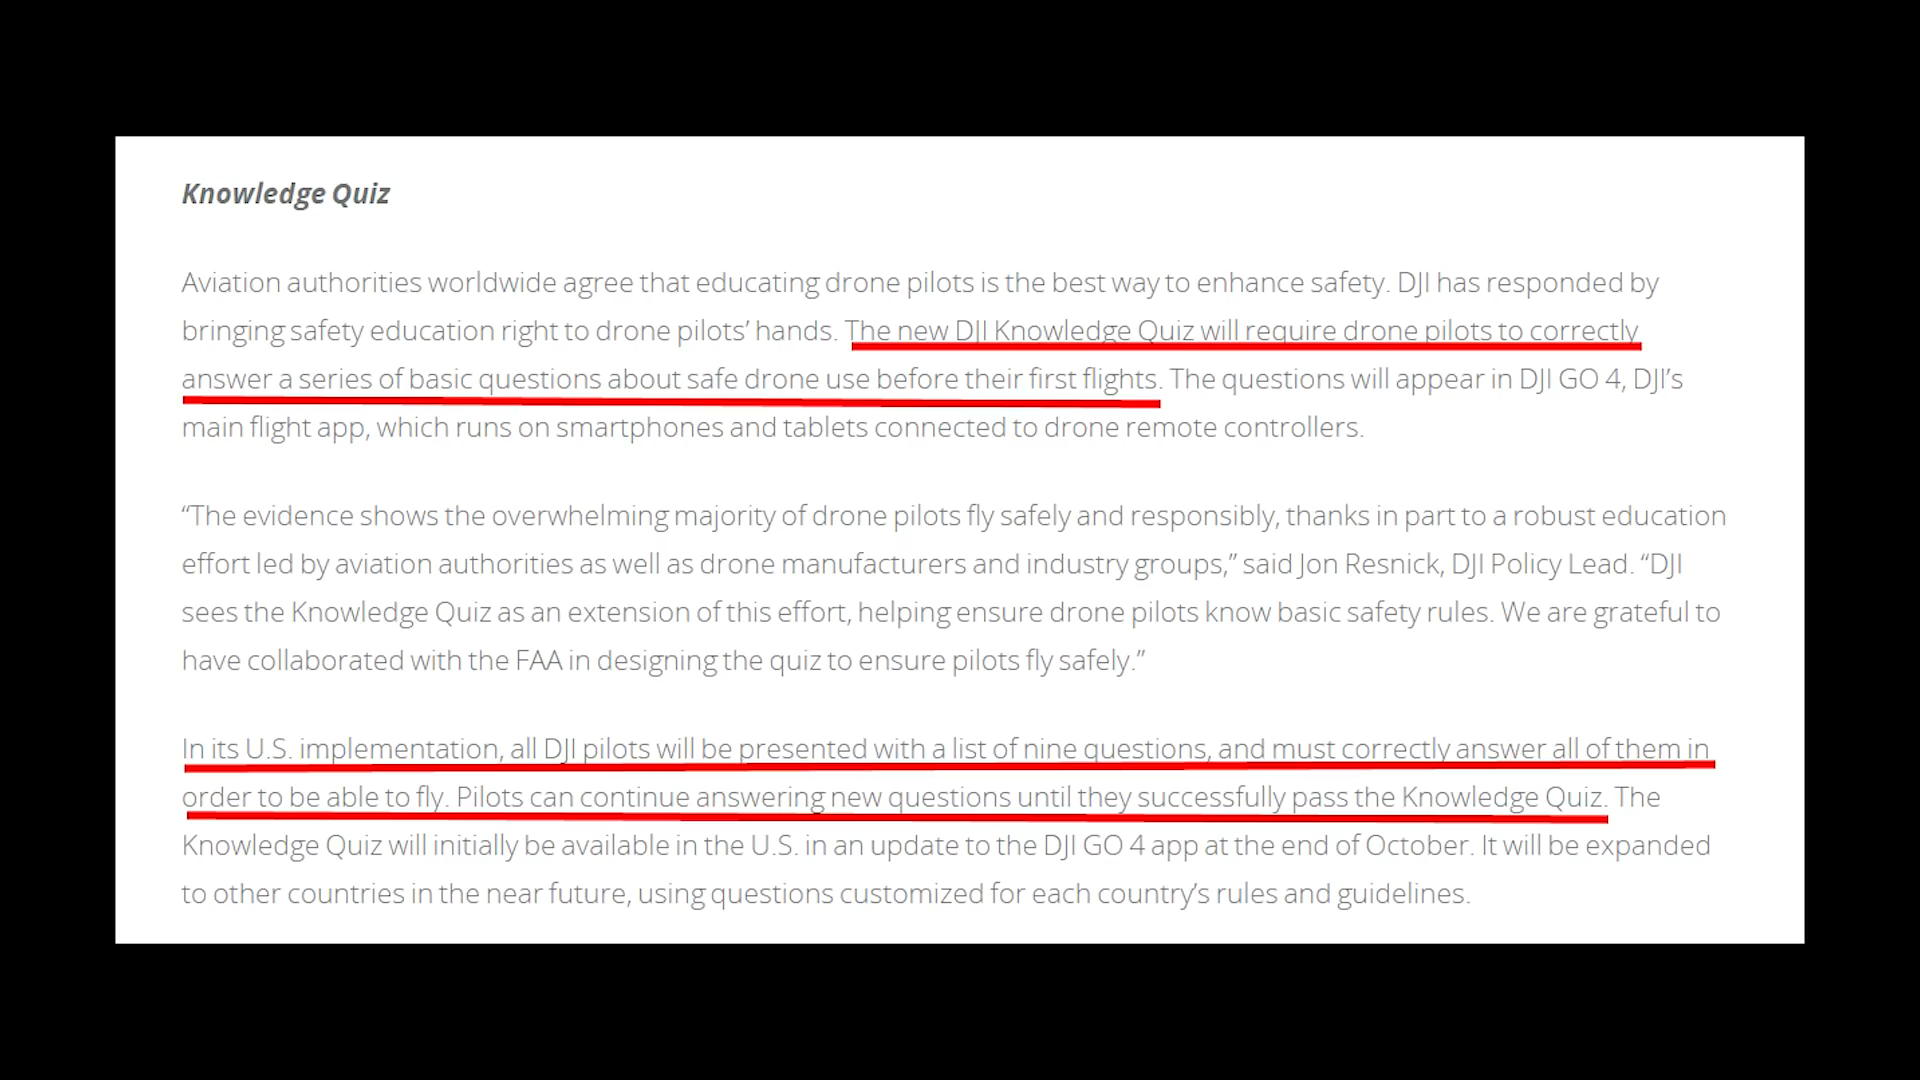 Knowledge Quiz
Aviation authorities worldwide agree that educating drone pilots is the best way to enhance safety. DJI has responded by
bringing safety education right to drone pilots’ hands. The new DJI Knowledge Quiz will require drone pilots to correctly
answer a series of basic questions about safe drone use before their first flights. The questions will appear in DJI GO 4, DJI’s
main flight app, which runs on smartphones and tablets connected to drone remote controllers.
“The evidence shows the overwhelming majority of drone pilots fly safely and responsibly, thanks in part to a robust education
effort led by aviation authorities as well as drone manufacturers and industry groups,” said Jon Resnick, DJI Policy Lead. “DJI
sees the Knowledge Quiz as an extension of this effort, helping ensure drone pilots know basic safety rules. We are grateful to
have collaborated with the FAA in designing the quiz to ensure pilots fly safely.”
In its U.S. implementation, all DJI pilots will be presented with a list of nine questions, and must correctly answer all of them in
order to be able to fly. Pilots can continue answering new questions until they successfully pass the Knowledge Quiz. The
Knowledge Quiz will initially be available in the U.S. in an update to the DJI GO 4 app at the end of October. It will be expanded
to other countries in the near future, using questions customized for each country’s rules and guidelines.